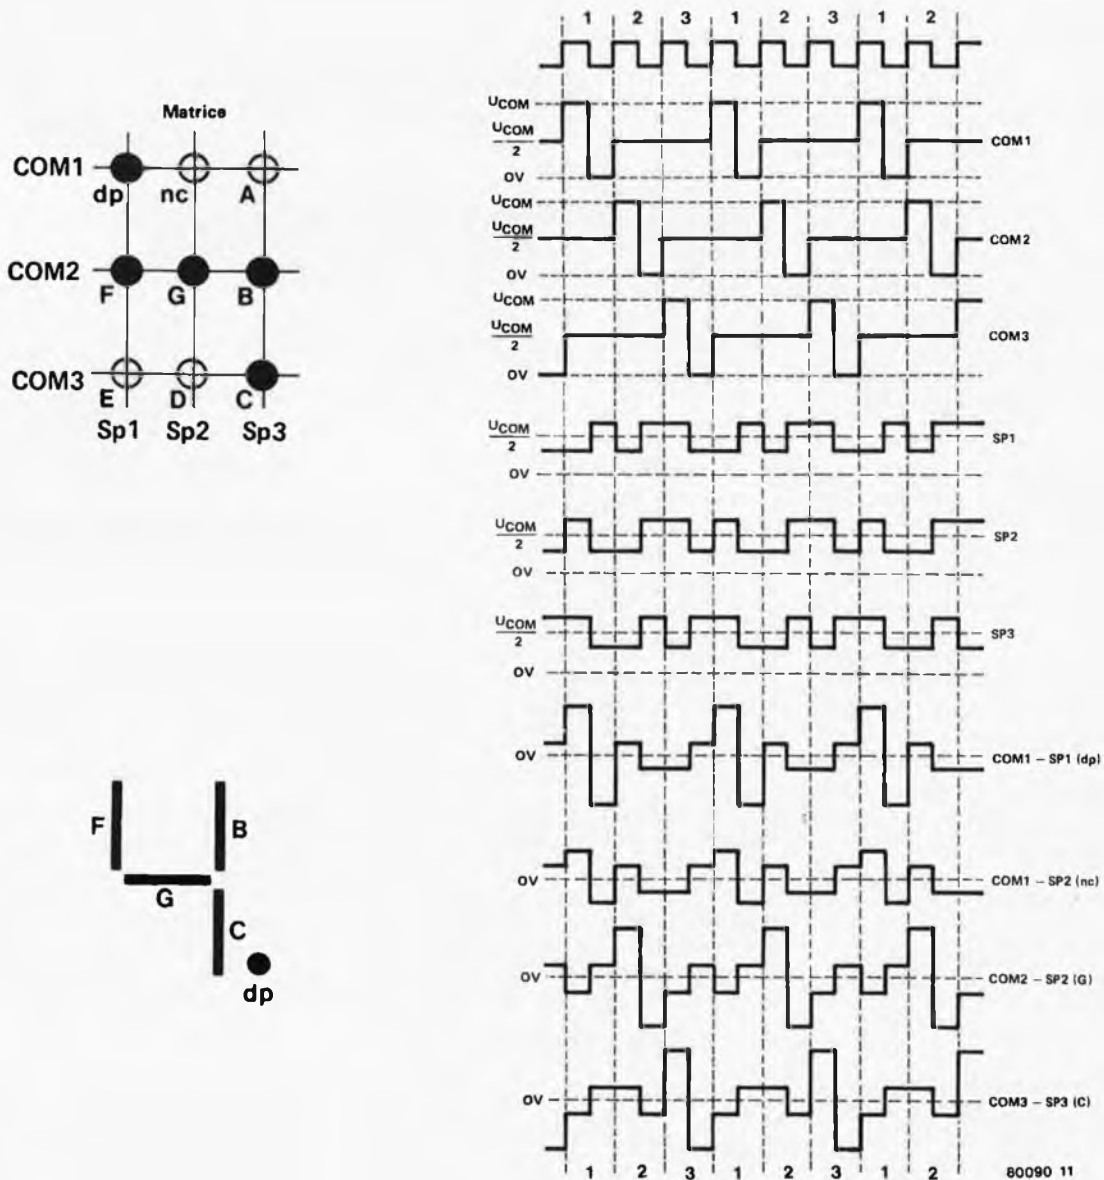 1 2 3 1 2 3 1 2
Matrice
COM1
dp nc A
COM2
F G B
COM3
E D C
Sp1 Sp2 Sp3
UCOM
UCOM
2
0V
COM1
UCOM
UCOM
2
0V
COM2
UCOM
UCOM
2
0V
COM3
UCOM
2
0V
SP1
UCOM
2
0V
SP2
UCOM
2
0V
SP3
0V
COM1 – SP1 (dp)
0V
COM1 – SP2 (nc)
0V
COM2 – SP2 (G)
0V
COM3 – SP3 (C)
F B
G
C
dp
1 2 3 1 2 3 1 2
80090 11